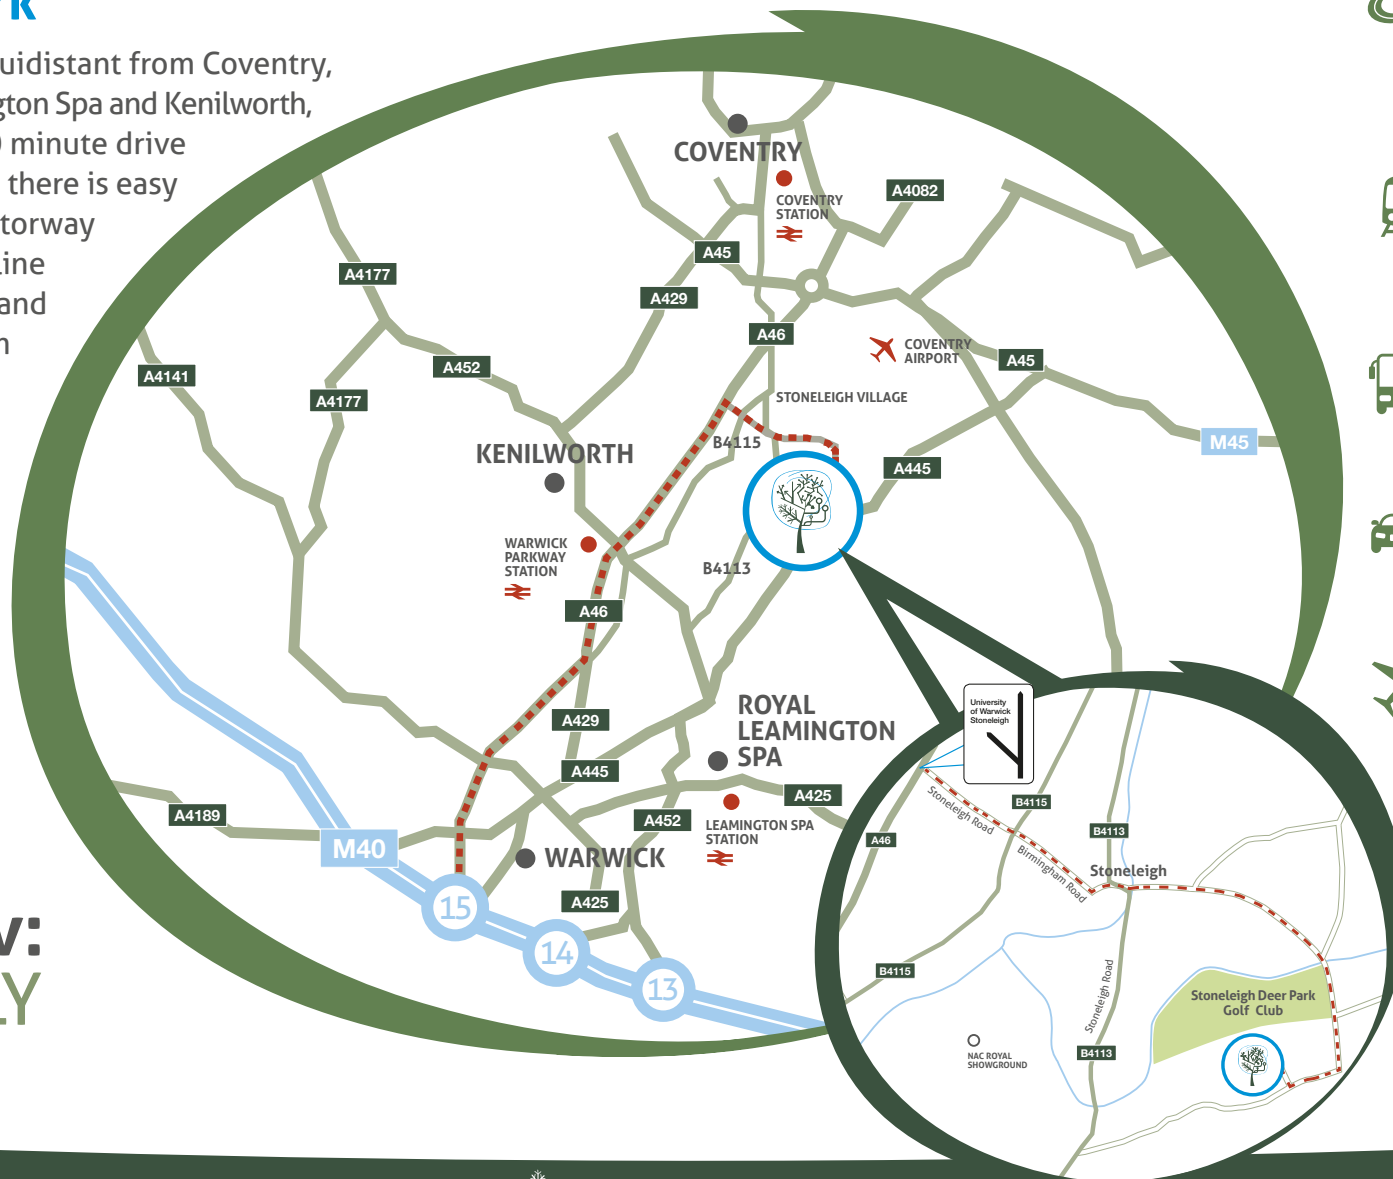 uidistant from Coventry,
gton Spa and Kenilworth,
minute drive
there is easy
torway
ine
and
COVENTRY
COVENTRY
STATION
A4082
A45
A4177
A429
A46
COVENTRY
AIRPORT
A45
A452
A4141
A4177
STONELEIGH VILLAGE
B4115
M45
KENILWORTH
A445
WARWICK
PARKWAY
STATION
B4113
A46
ROYAL
LEAMINGTON
SPA
A429
A445
A425
A4189
A452
LEAMINGTON SPA
STATION
M40
WARWICK
A425
15
14
13
University
of Warwick
Stoneleigh
Stoneleigh Road
B4115
B4113
A46
Birmingham Road
Stoneleigh
B4115
Stoneleigh Road
Stoneleigh Deer Park
Golf Club
NAC ROYAL
SHOWGROUND
B4113
v:
LY